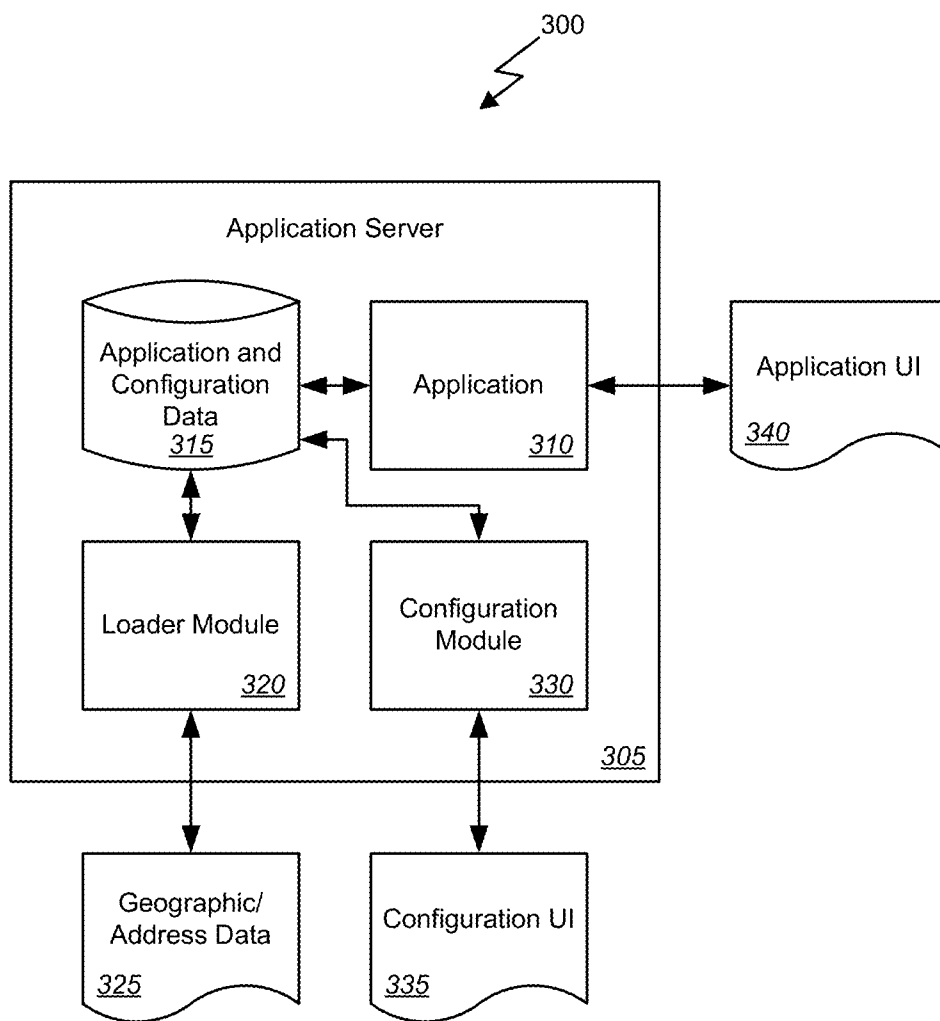 300
Application Server
Application and
Configuration
Data
315
Application
310
Application UI
340
Loader Module
320
Configuration
Module
330
305
Geographic/
Address Data
325
Configuration UI
335